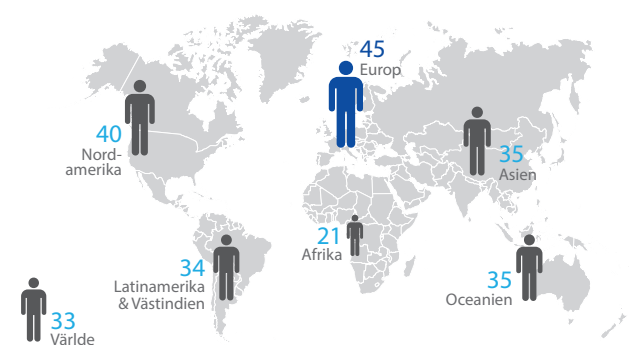 45
Europ
40
Nord-
amerika
35
Asien
21
Afrika
34
Latinamerika
& Västindien
35
Oceanien
33
Världe